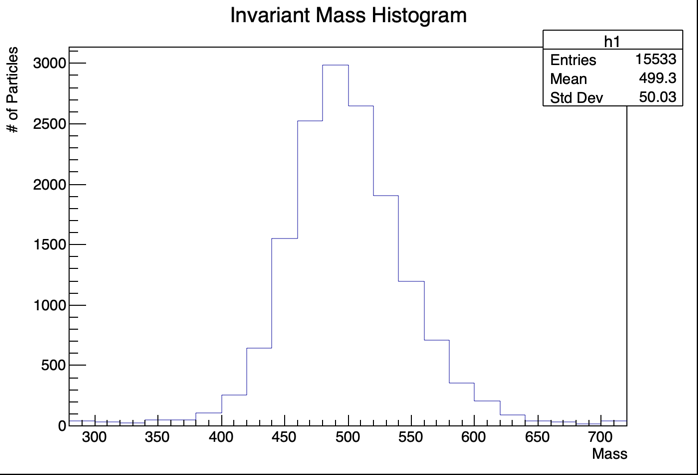 Invariant Mass Histogram
h1
Entries 15533
Mean 499.3
Std Dev 50.03
# of Particles
3000
2500
2000
1500
1000
500
0
300 350 400 450 500 550 600 650 700
Mass